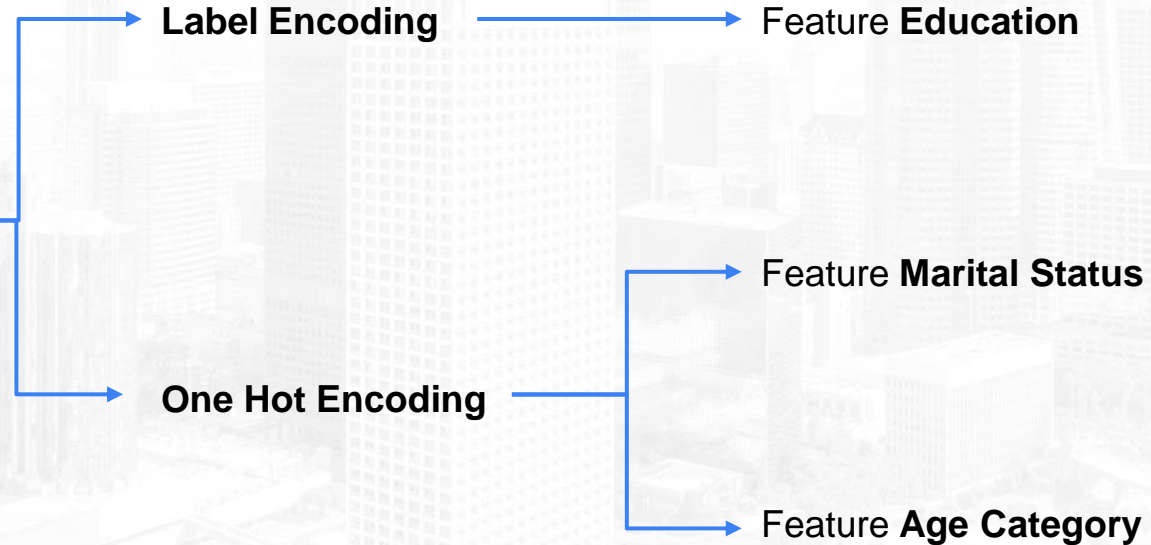 Label Encoding
Feature Education
Feature Marital Status
One Hot Encoding
Feature Age Category